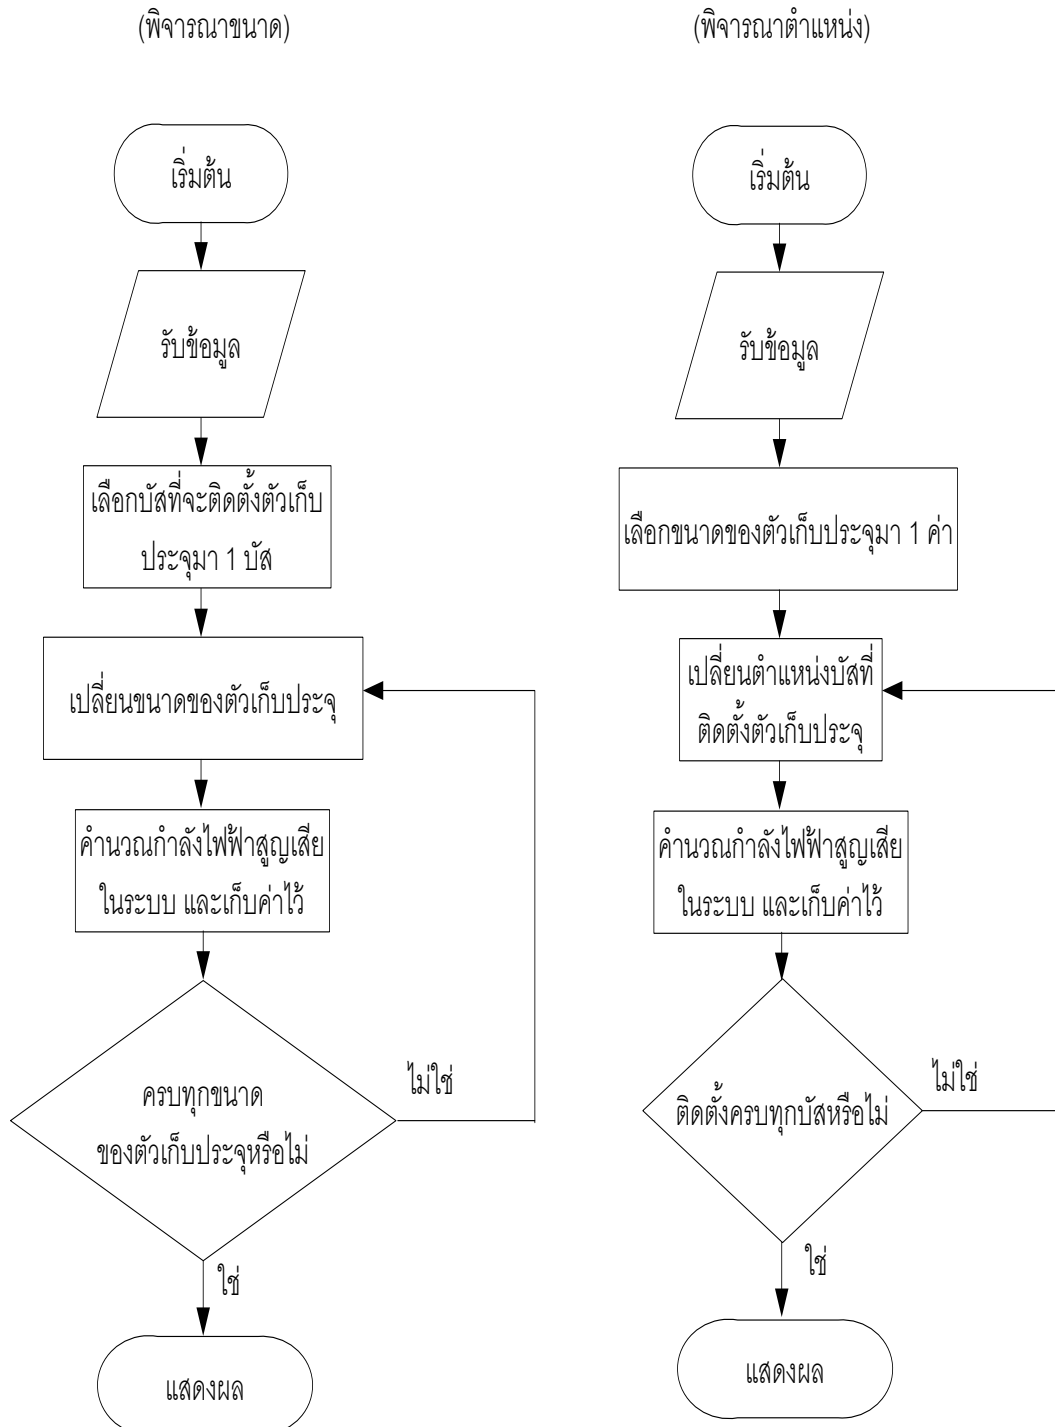 (พิจารณาขนาด)
เริ่มต้น
รับข้อมูล
เลือกบัสที่จะติดตั้งตัวเก็บ
ประจุมา 1 บัส
เปลี่ยนขนาดของตัวเก็บประจุ
คำนวณกำลังไฟฟ้าสูญเสีย
ในระบบ และเก็บค่าไว้
ครบทุกขนาด
ของตัวเก็บประจุหรือไม่
ไม่ใช่
ใช่
แสดงผล
(พิจารณาตำแหน่ง)
เริ่มต้น
รับข้อมูล
เลือกขนาดของตัวเก็บประจุมา 1 ค่า
เปลี่ยนตำแหน่งบัสที่
ติดตั้งตัวเก็บประจุ
คำนวณกำลังไฟฟ้าสูญเสีย
ในระบบ และเก็บค่าไว้
ติดตั้งครบทุกบัสหรือไม่
ไม่ใช่
ใช่
แสดงผล